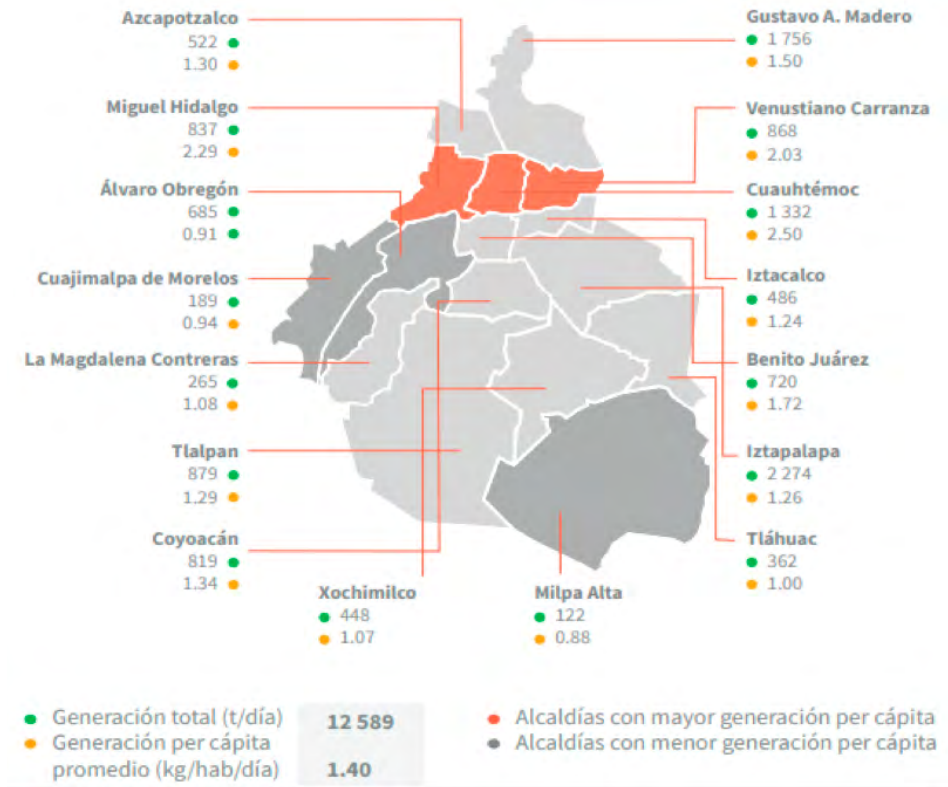 Azcapotzalco
522
1.30
Miguel Hidalgo
837
2.29
Álvaro Obregón
685
0.91
Cuajimalpa de Morelos
189
0.94
La Magdalena Contreras
265
1.08
Tlalpan
879
1.29
Coyoacán
819
1.34
Xochimilco
448
1.07
Milpa Alta
122
0.88
Gustavo A. Madero
1 756
1.50
Venustiano Carranza
868
2.03
Cuauhtémoc
1 332
2.50
Iztacalco
486
1.24
Benito Juárez
720
1.72
Iztapalapa
2 274
1.26
Tláhuac
362
1.00
Generación total (t/día) 12 589
Generación per cápita
promedio (kg/hab/día) 1.40
Alcaldías con mayor generación per cápita
Alcaldías con menor generación per cápita